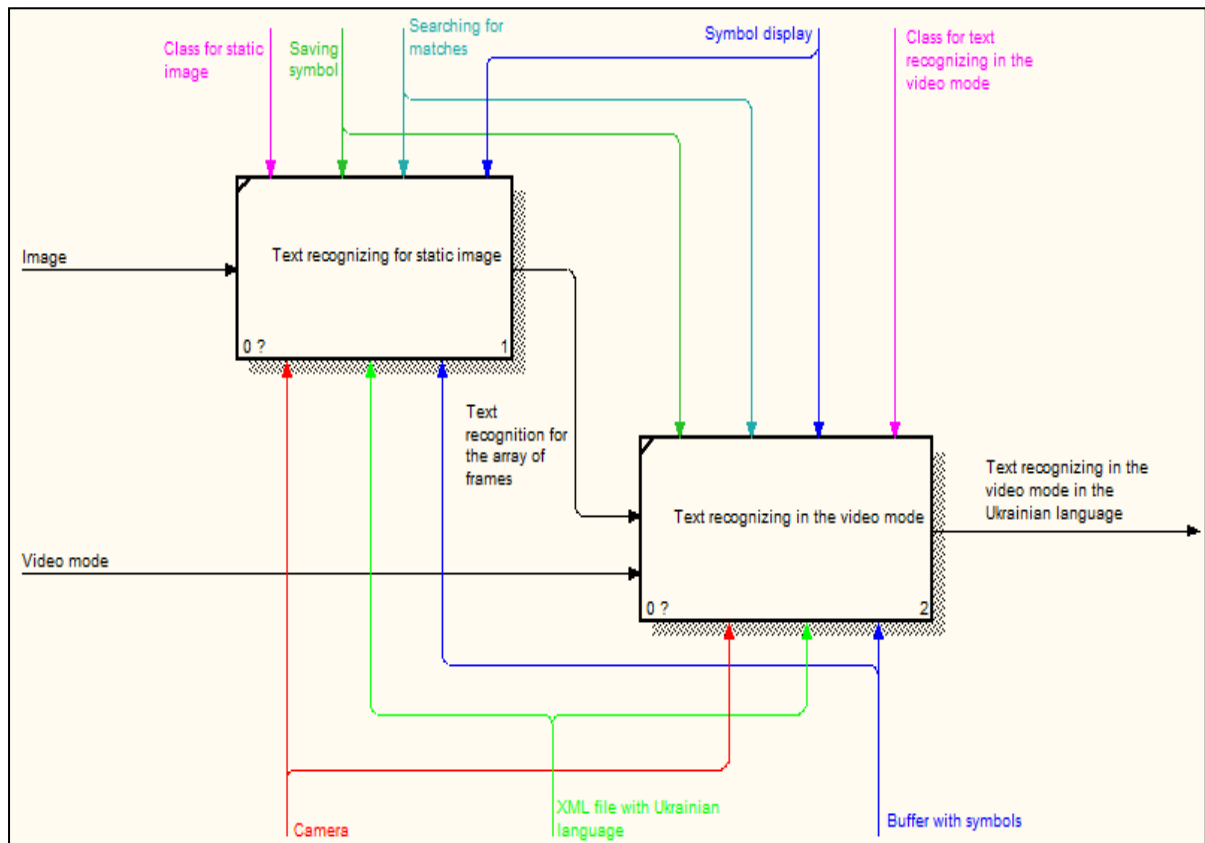 Class for static
image
Saving
symbol
Searching for
matches
Symbol display
Class for text
recognizing in the
video mode
Image
Text recognizing for static image
0 ?
1
Text
recognition for
the array of
frames
Text recognizing in the
video mode in the
Ukrainian language
Text recognizing in the video mode
Video mode
0 ?
2
Camera
XML file with Ukrainian
language
Buffer with symbols